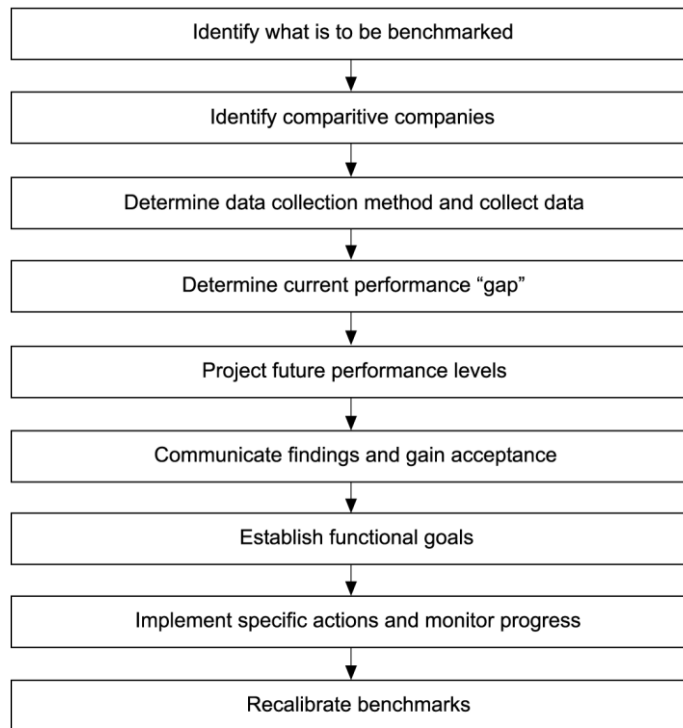 Identify what is to be benchmarked
Identify comparitive companies
Determine data collection method and collect data
Determine current performance “gap”
Project future performance levels
Communicate findings and gain acceptance
Establish functional goals
Implement specific actions and monitor progress
Recalibrate benchmarks